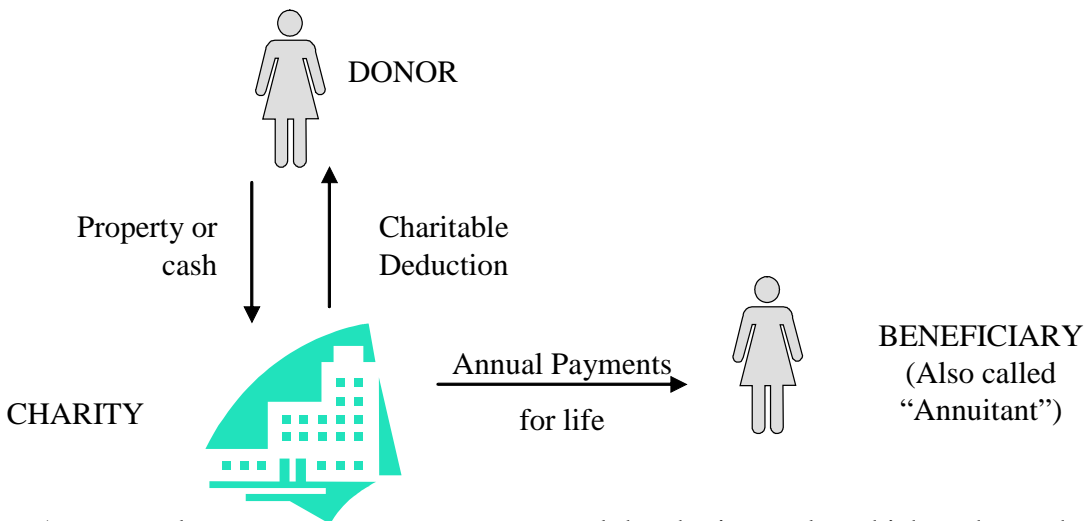 DONOR
Property or
cash
Charitable
Deduction
CHARITY
Annual Payments
for life
BENEFICIARY
(Also called
“Annuitant”)